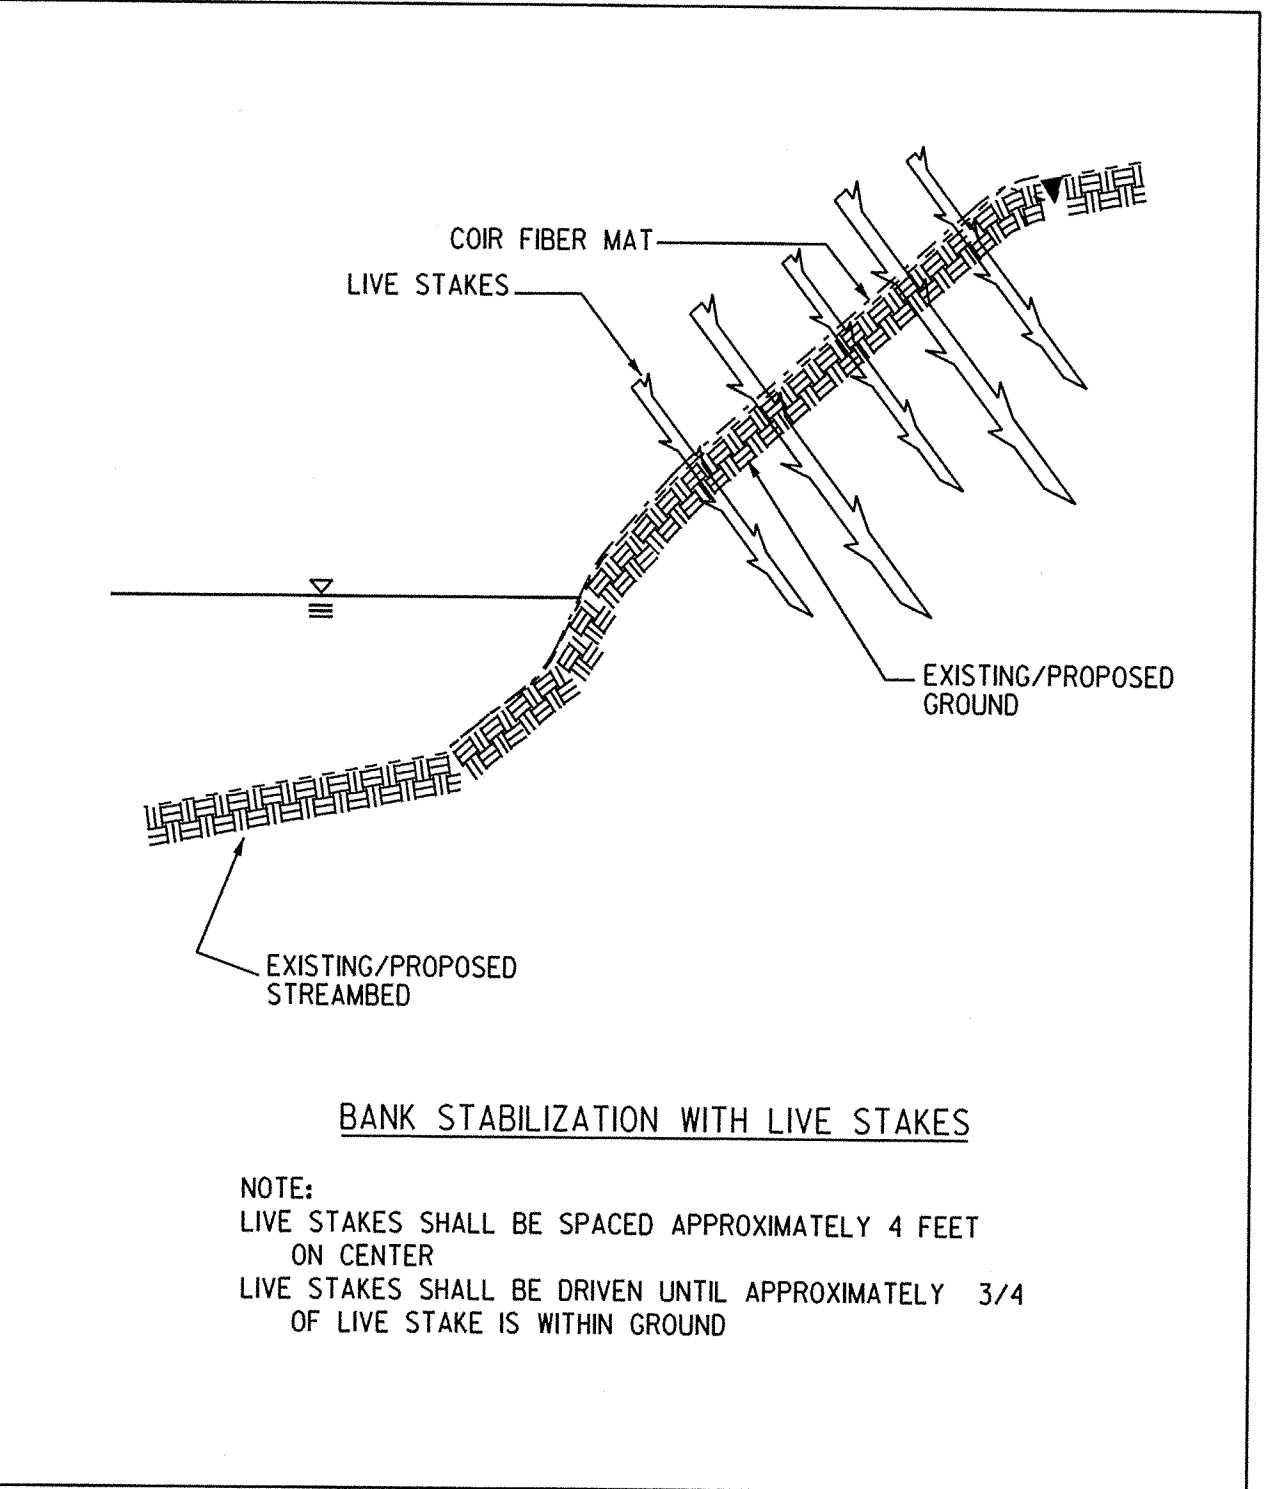 COIR FIBER MAT
LIVE STAKES
EXISTING/PROPOSED
GROUND
EXISTING/PROPOSED
STREAMBED
BANK STABILIZATION WITH LIVE STAKES
NOTE:
LIVE STAKES SHALL BE SPACED APPROXIMATELY 4 FEET
ON CENTER
LIVE STAKES SHALL BE DRIVEN UNTIL APPROXIMATELY 3/4
OF LIVE STAKE IS WITHIN GROUND